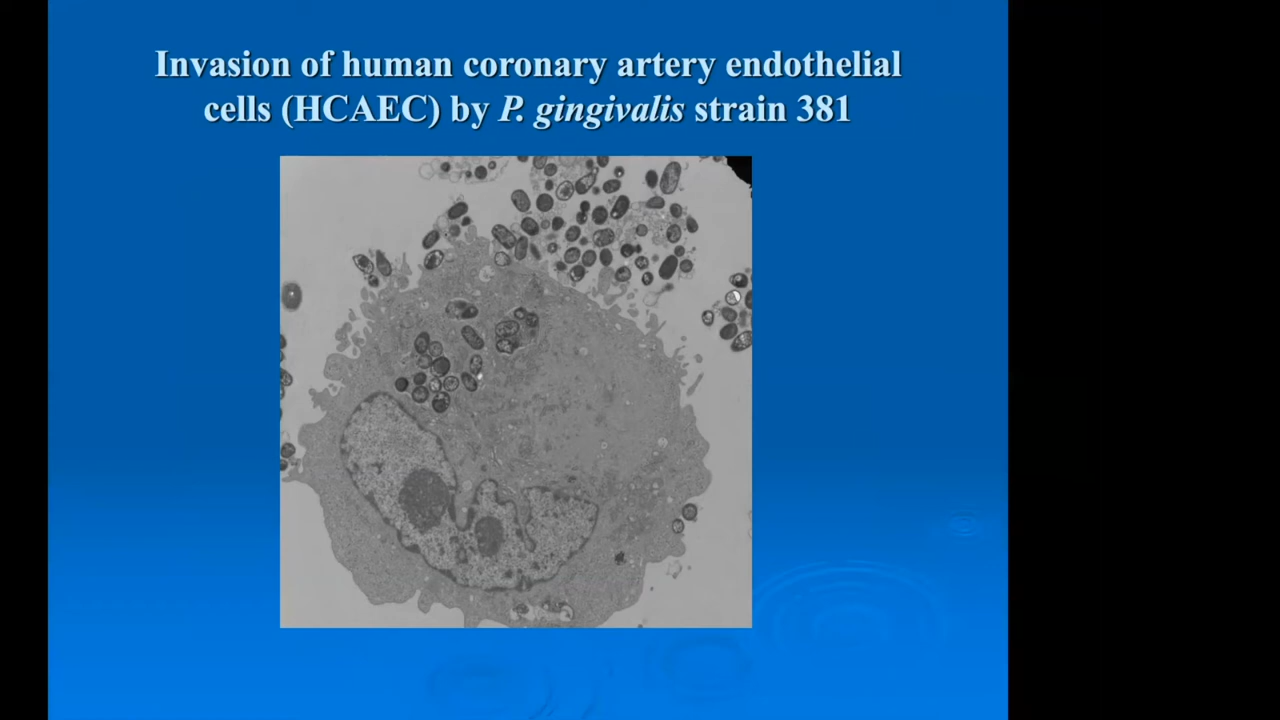 Invasion of human coronary artery endothelial
cells (HCAEC) by P. gingivalis strain 381